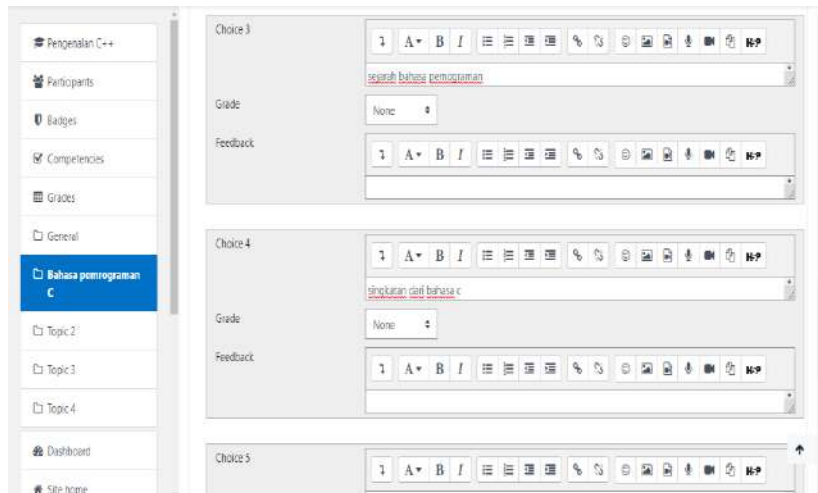 Pengenalan C++
Participants
Badges
Competencies
Grades
General
Bahasa pemrograman
C
Topic 2
Topic 3
Topic 4
Dashboard
Site home
Choice 3
A B I H-P
sejarah bahasa pemograman
Grade
None
Feedback
A B I H-P
Choice 4
A B I H-P
singkatan dari bahasa c
Grade
None
Feedback
A B I H-P
Choice 5
A B I H-P